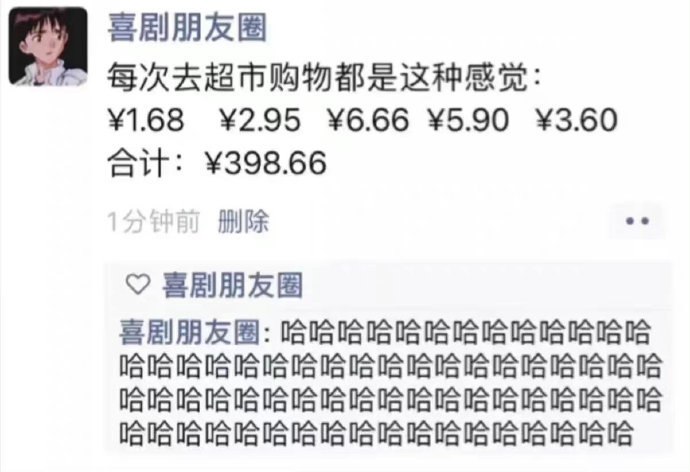 喜剧朋友圈
每次去超市购物都是这种感觉：
¥1.68 ¥2.95 ¥6.66 ¥5.90 ¥3.60
合计：¥398.66
1分钟前 删除
喜剧朋友圈
喜剧朋友圈: 哈哈哈哈哈哈哈哈哈哈哈哈哈
哈哈哈哈哈哈哈哈哈哈哈哈哈哈哈哈哈哈哈
哈哈哈哈哈哈哈哈哈哈哈哈哈哈哈哈哈哈哈
哈哈哈哈哈哈哈哈哈哈哈哈哈哈哈哈哈哈